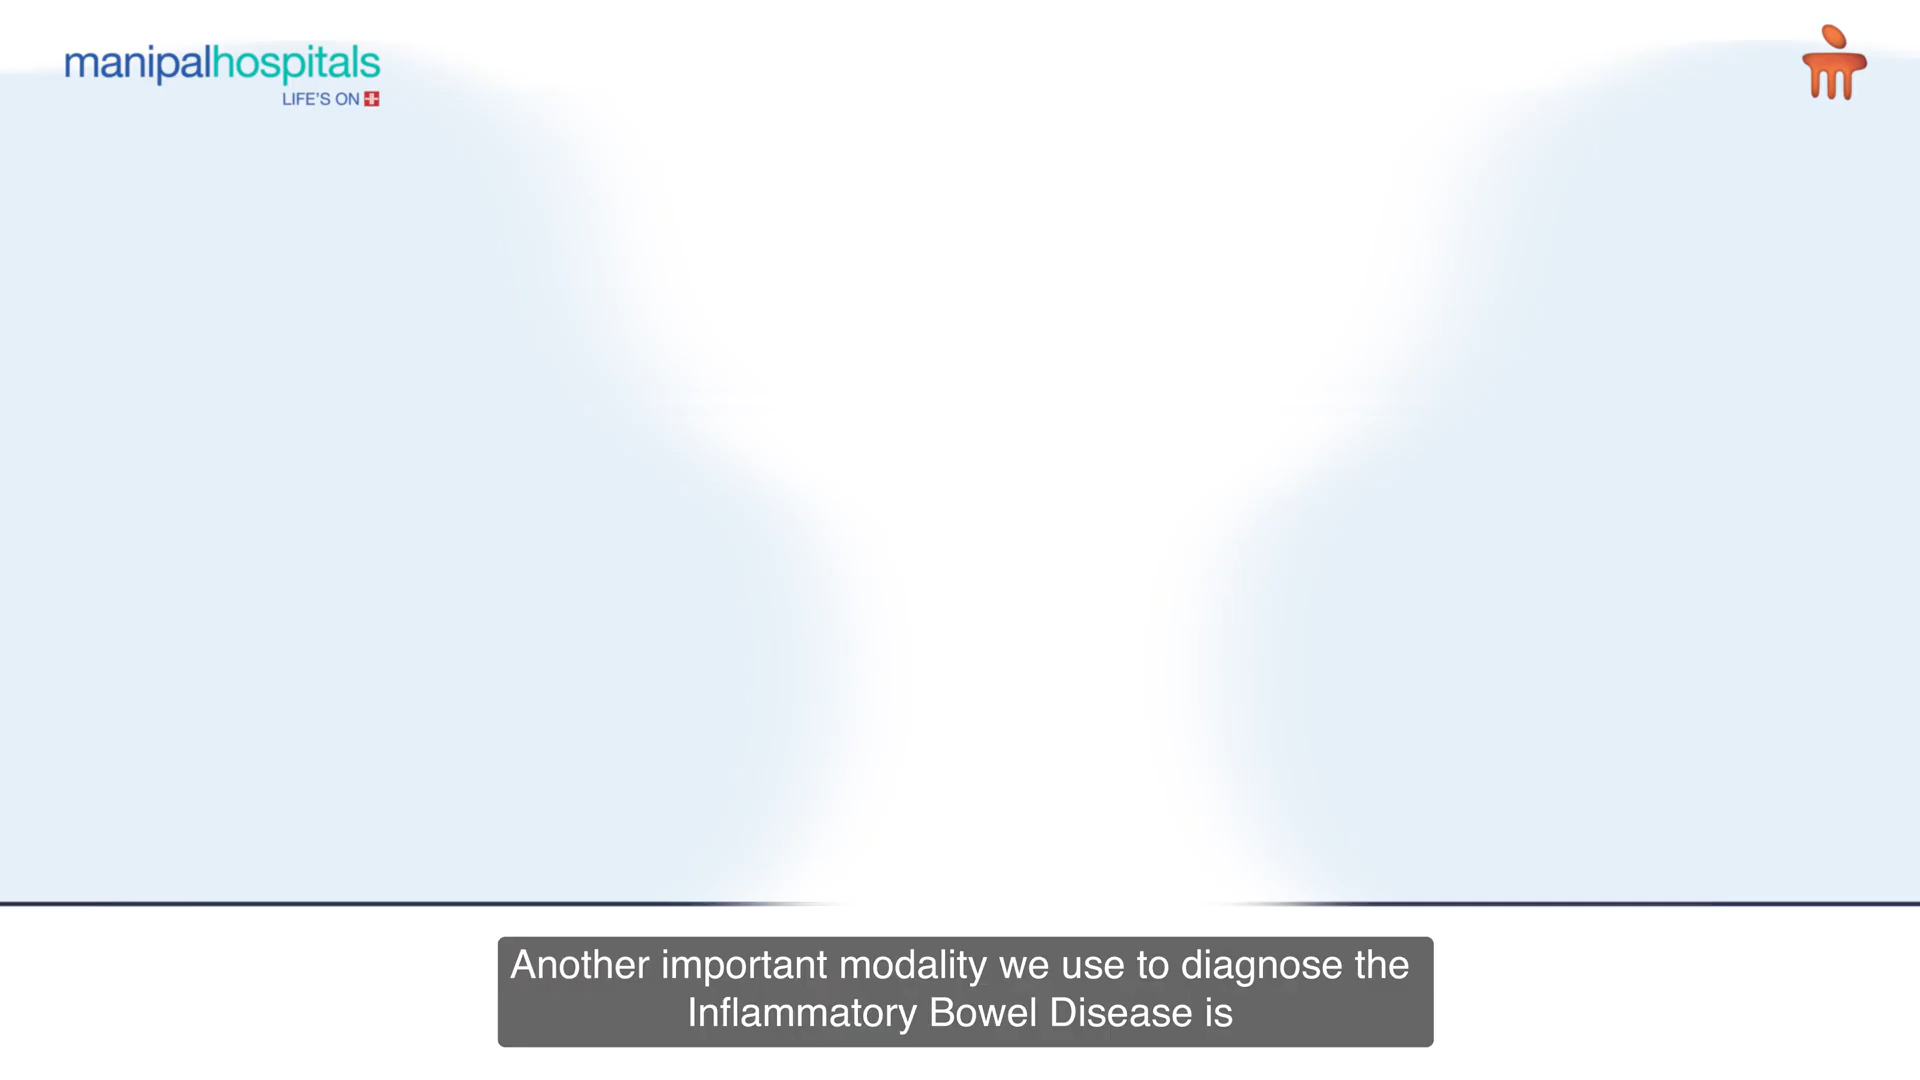 manipalhospitals
LIFE'S ON
Another important modality we use to diagnose the
Inflammatory Bowel Disease is